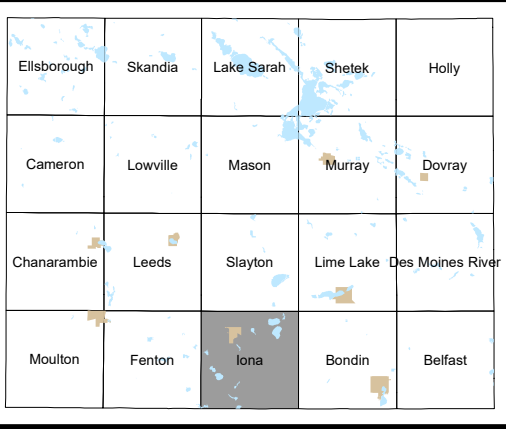 Ellsborough Skandia Lake Sarah Shetek Holly
Cameron Lowville Mason Murray Dovray
Chanarambie Leeds Slayton Lime Lake Des Moines River
Moulton Fenton Iona Bondin Belfast